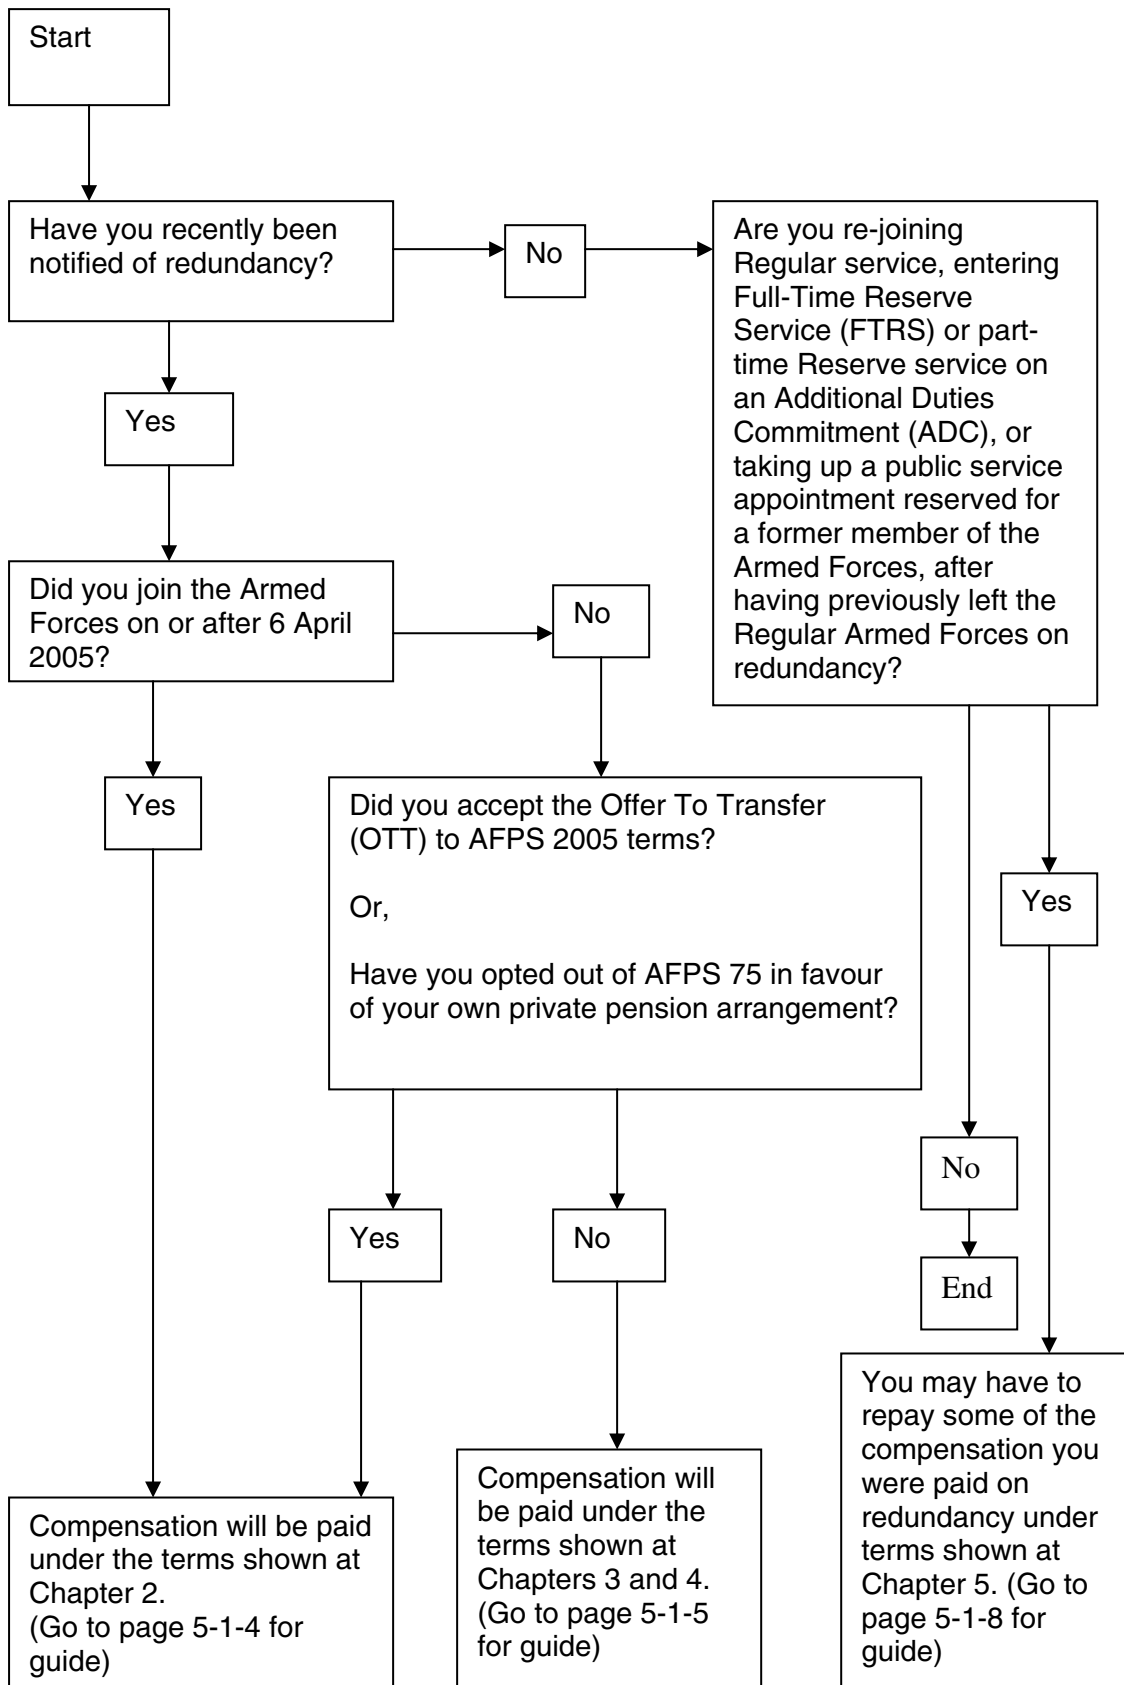 Start
Have you recently been
notified of redundancy?
No
Are you re-joining
Regular service, entering
Full-Time Reserve
Service (FTRS) or part-
time Reserve service on
an Additional Duties
Commitment (ADC), or
taking up a public service
appointment reserved for
a former member of the
Armed Forces, after
having previously left the
Regular Armed Forces on
redundancy?
Yes
Did you join the Armed
Forces on or after 6 April
2005?
No
Yes
Did you accept the Offer To Transfer
(OTT) to AFPS 2005 terms?
Or,
Have you opted out of AFPS 75 in favour
of your own private pension arrangement?
Yes
No
End
Yes
No
Compensation will be paid
under the terms shown at
Chapter 2.
(Go to page 5-1-4 for
guide)
Compensation will
be paid under the
terms shown at
Chapters 3 and 4.
(Go to page 5-1-5
for guide)
You may have to
repay some of the
compensation you
were paid on
redundancy under
terms shown at
Chapter 5. (Go to
page 5-1-8 for
guide)